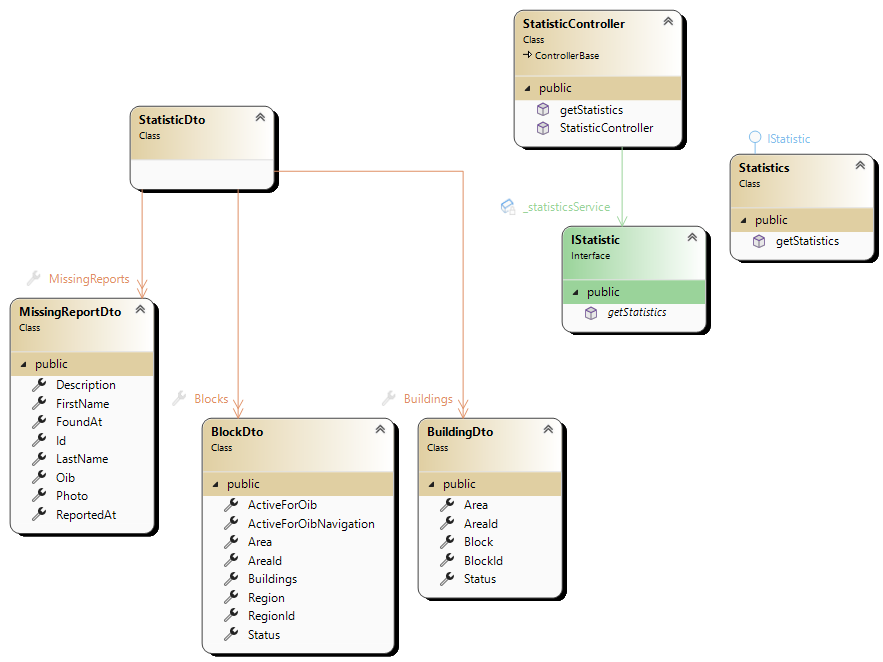 StatisticController
Class
ControllerBase
public
getStatistics
StatisticController
StatisticDto
Class
IStatistic
Statistics
Class
public
getStatistics
_statisticsService
IStatistic
Interface
public
getStatistics
MissingReports
MissingReportDto
Class
public
Description
FirstName
FoundAt
Id
LastName
Oib
Photo
ReportedAt
Blocks
BlockDto
Class
public
ActiveForOib
ActiveForOibNavigation
Area
AreaId
Buildings
Region
RegionId
Status
Buildings
BuildingDto
Class
public
Area
AreaId
Block
BlockId
Status